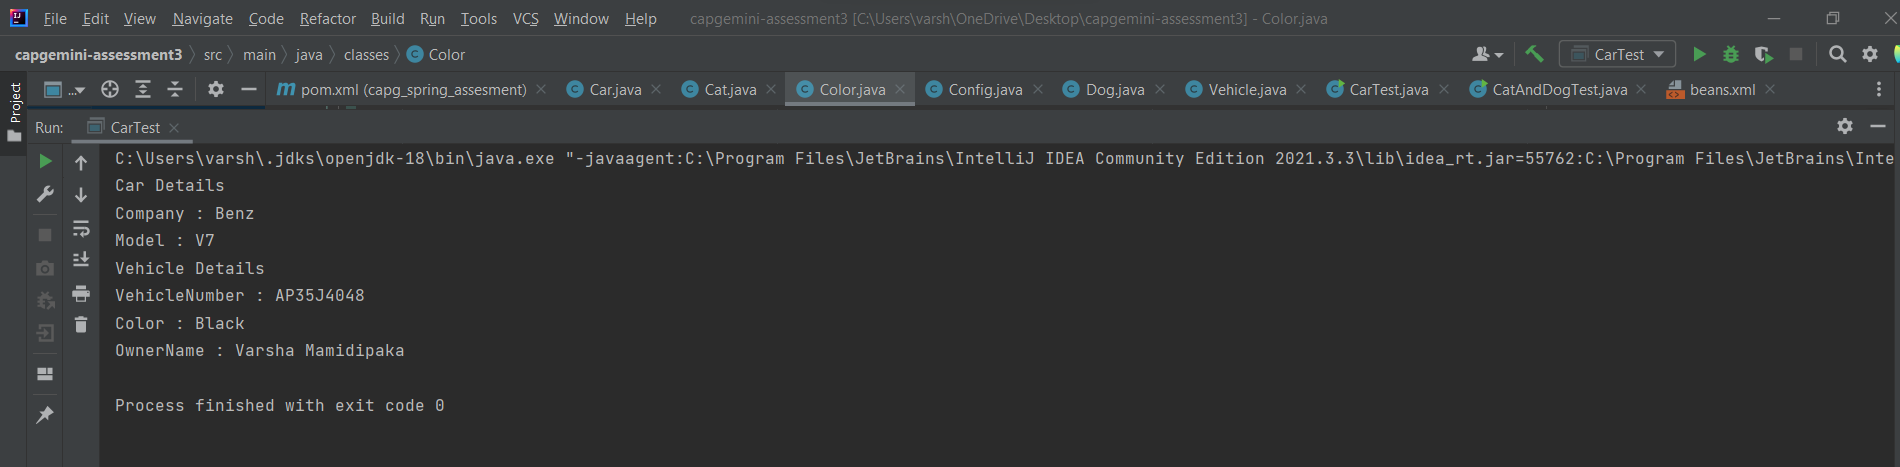 File Edit View Navigate Code Refactor Build Run Tools VCS Window Help capgemini-assessment3 [C:\Users\varsh\OneDrive\Desktop\capgemini-assessment3] - Color.java
capgemini-assessment3 src main java classes Color CarTest
Project
... pom.xml (capg_spring_assesment) Car.java Cat.java Color.java Config.java Dog.java Vehicle.java CarTest.java CatAndDogTest.java beans.xml
Run: CarTest
C:\Users\varsh\.jdks\openjdk-18\bin\java.exe "-javaagent:C:\Program Files\JetBrains\IntelliJ IDEA Community Edition 2021.3.3\lib\idea_rt.jar=55762:C:\Program Files\JetBrains\Inte
Car Details
Company : Benz
Model : V7
Vehicle Details
VehicleNumber : AP35J4048
Color : Black
OwnerName : Varsha Mamidipaka
Process finished with exit code 0